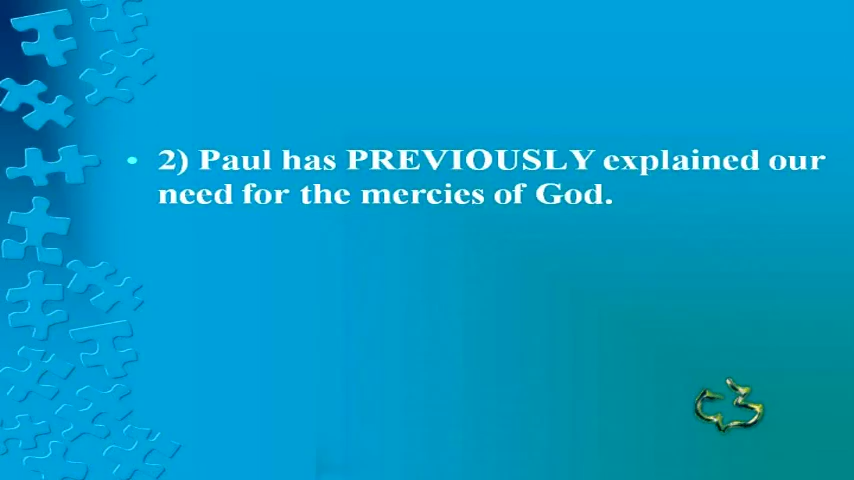 • 2) Paul has PREVIOUSLY explained our
need for the mercies of God.